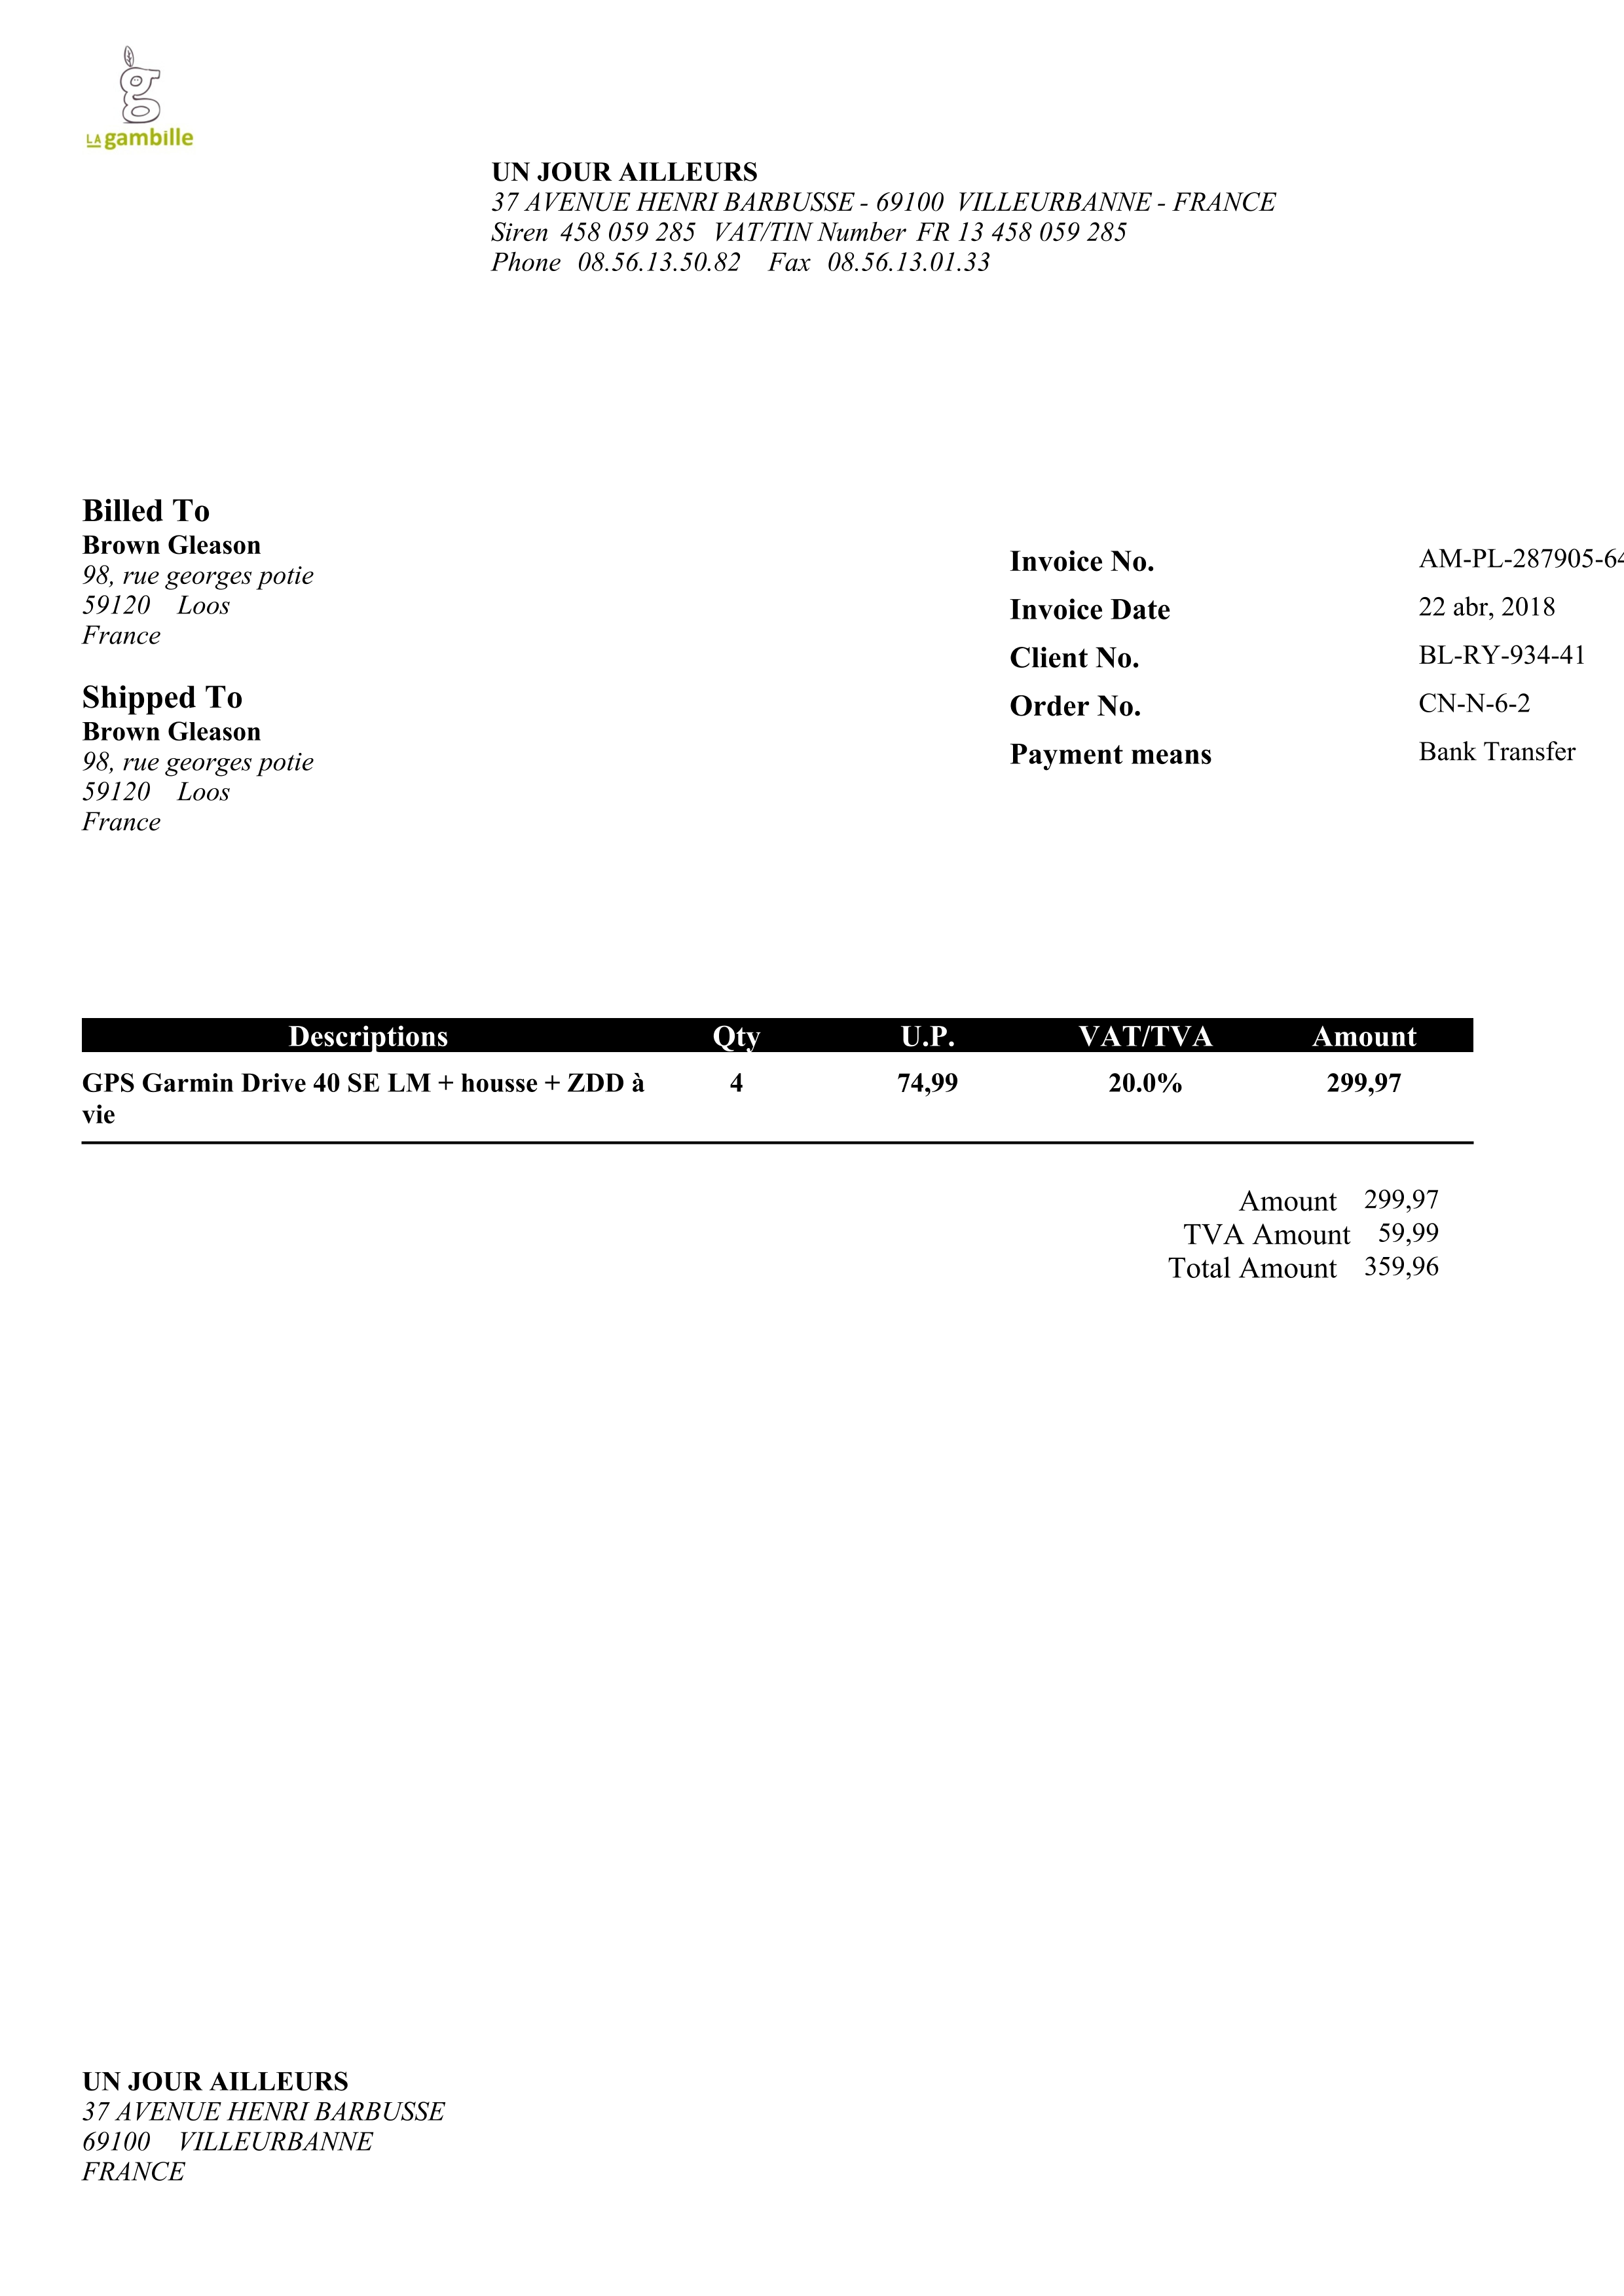 LA gambille
UN JOUR AILLEURS
37 AVENUE HENRI BARBUSSE - 69100 VILLEURBANNE - FRANCE
Siren 458 059 285 VAT/TIN Number FR 13 458 059 285
Phone 08.56.13.50.82 Fax 08.56.13.01.33
Billed To
Brown Gleason
98, rue georges potie
59120 Loos
France
Shipped To
Brown Gleason
98, rue georges potie
59120 Loos
France
Invoice No. AM-PL-287905-64
Invoice Date 22 abr, 2018
Client No. BL-RY-934-41
Order No. CN-N-6-2
Payment means Bank Transfer
Descriptions Qty U.P. VAT/TVA Amount
GPS Garmin Drive 40 SE LM + housse + ZDD à 4 74,99 20.0% 299,97
vie
Amount 299,97
TVA Amount 59,99
Total Amount 359,96
UN JOUR AILLEURS
37 AVENUE HENRI BARBUSSE
69100 VILLEURBANNE
FRANCE